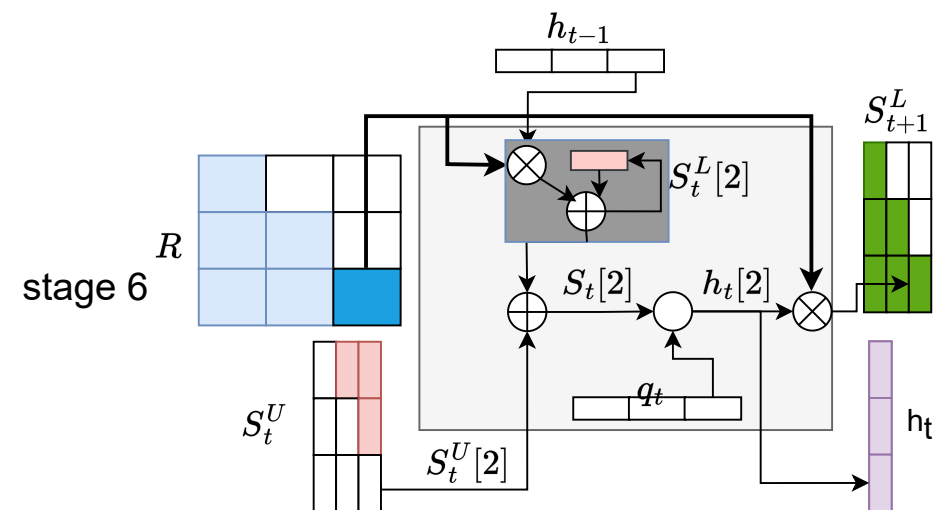 h_{t-1}
S^L_{t+1}
S^L_t[2]
R
stage 6
S_t[2]
h_t[2]
q_t
S^U_t
S^U_t[2]
h_t